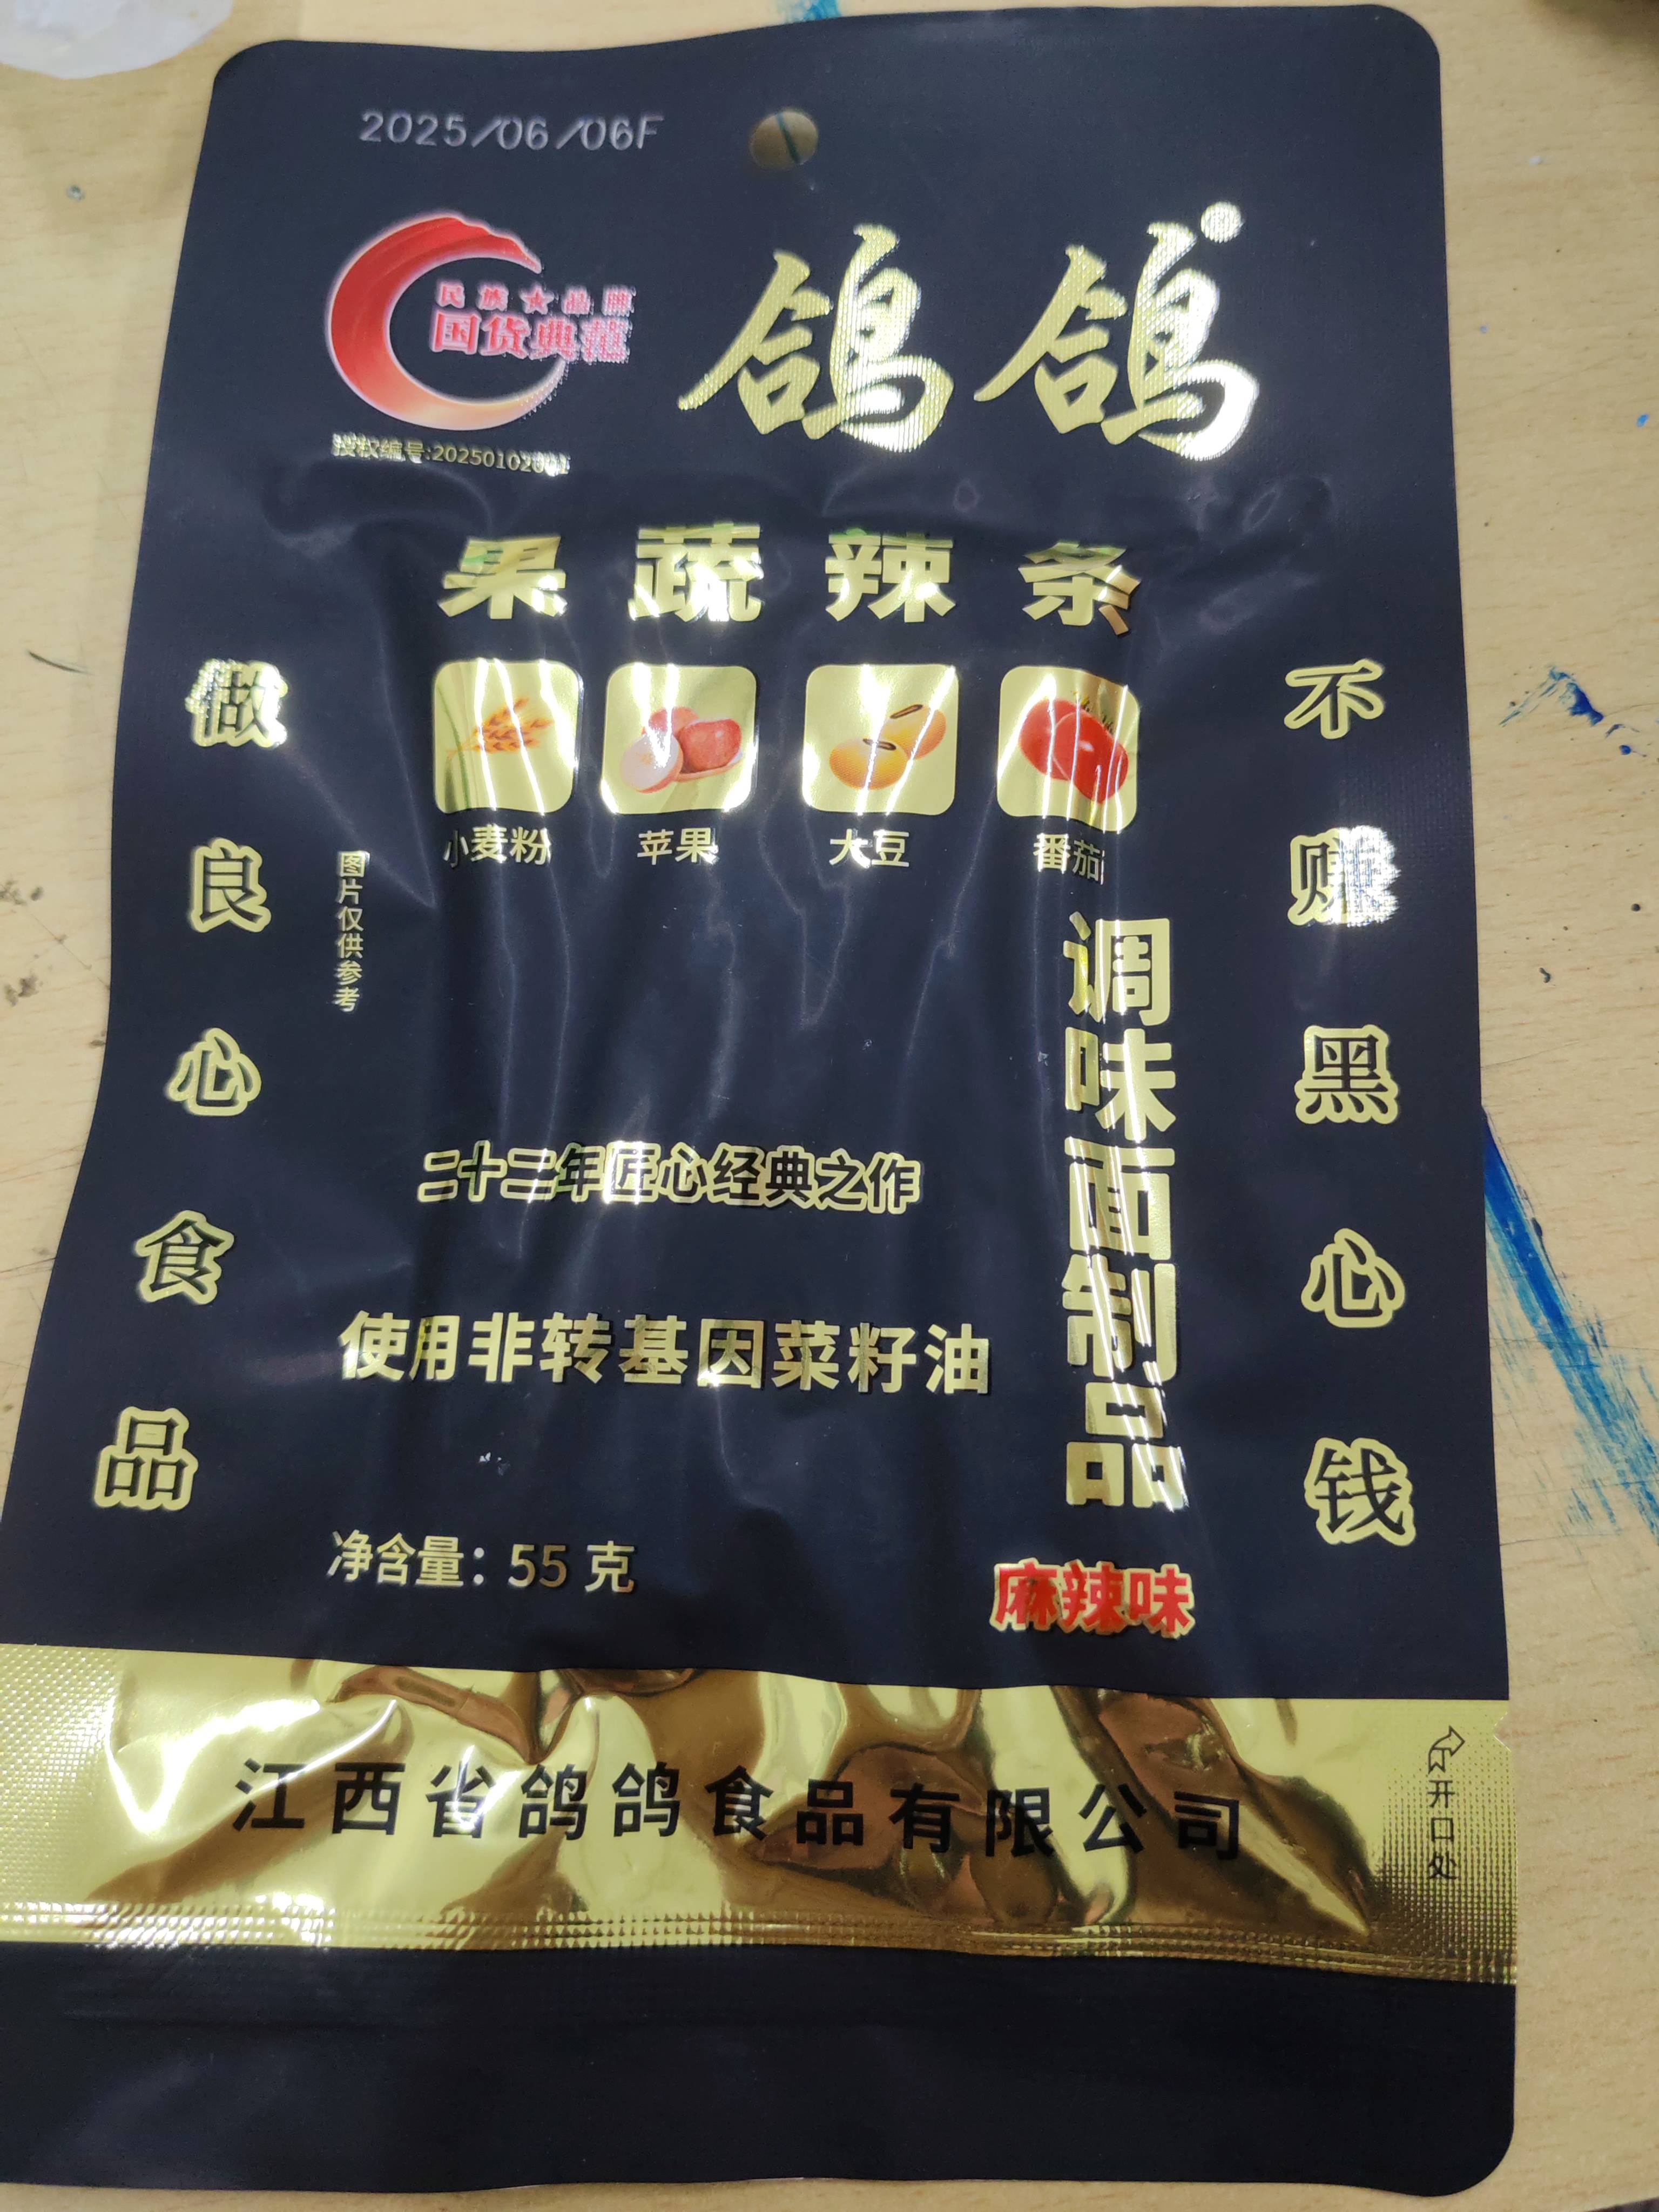 2025/06/06F
民族★品牌
国货典范
授权编号:20250102001
鸽鸽®
果蔬辣条
小麦粉
苹果
大豆
番茄
图片仅供参考
做良心食品
不赚黑心钱
调味面制品
二十二年匠心经典之作
使用非转基因菜籽油
净含量：55 克
麻辣味
江西省鸽鸽食品有限公司
开口处